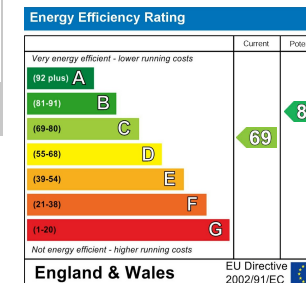 Energy Efficiency Rating
Current
Very energy efficient - lower running costs
(92 plus) A
(81-91) B
(69-80) C
69
(55-68) D
(39-54) E
(21-38) F
(1-20) G
Not energy efficient - higher running costs
England & Wales
EU Directive
2002/91/EC